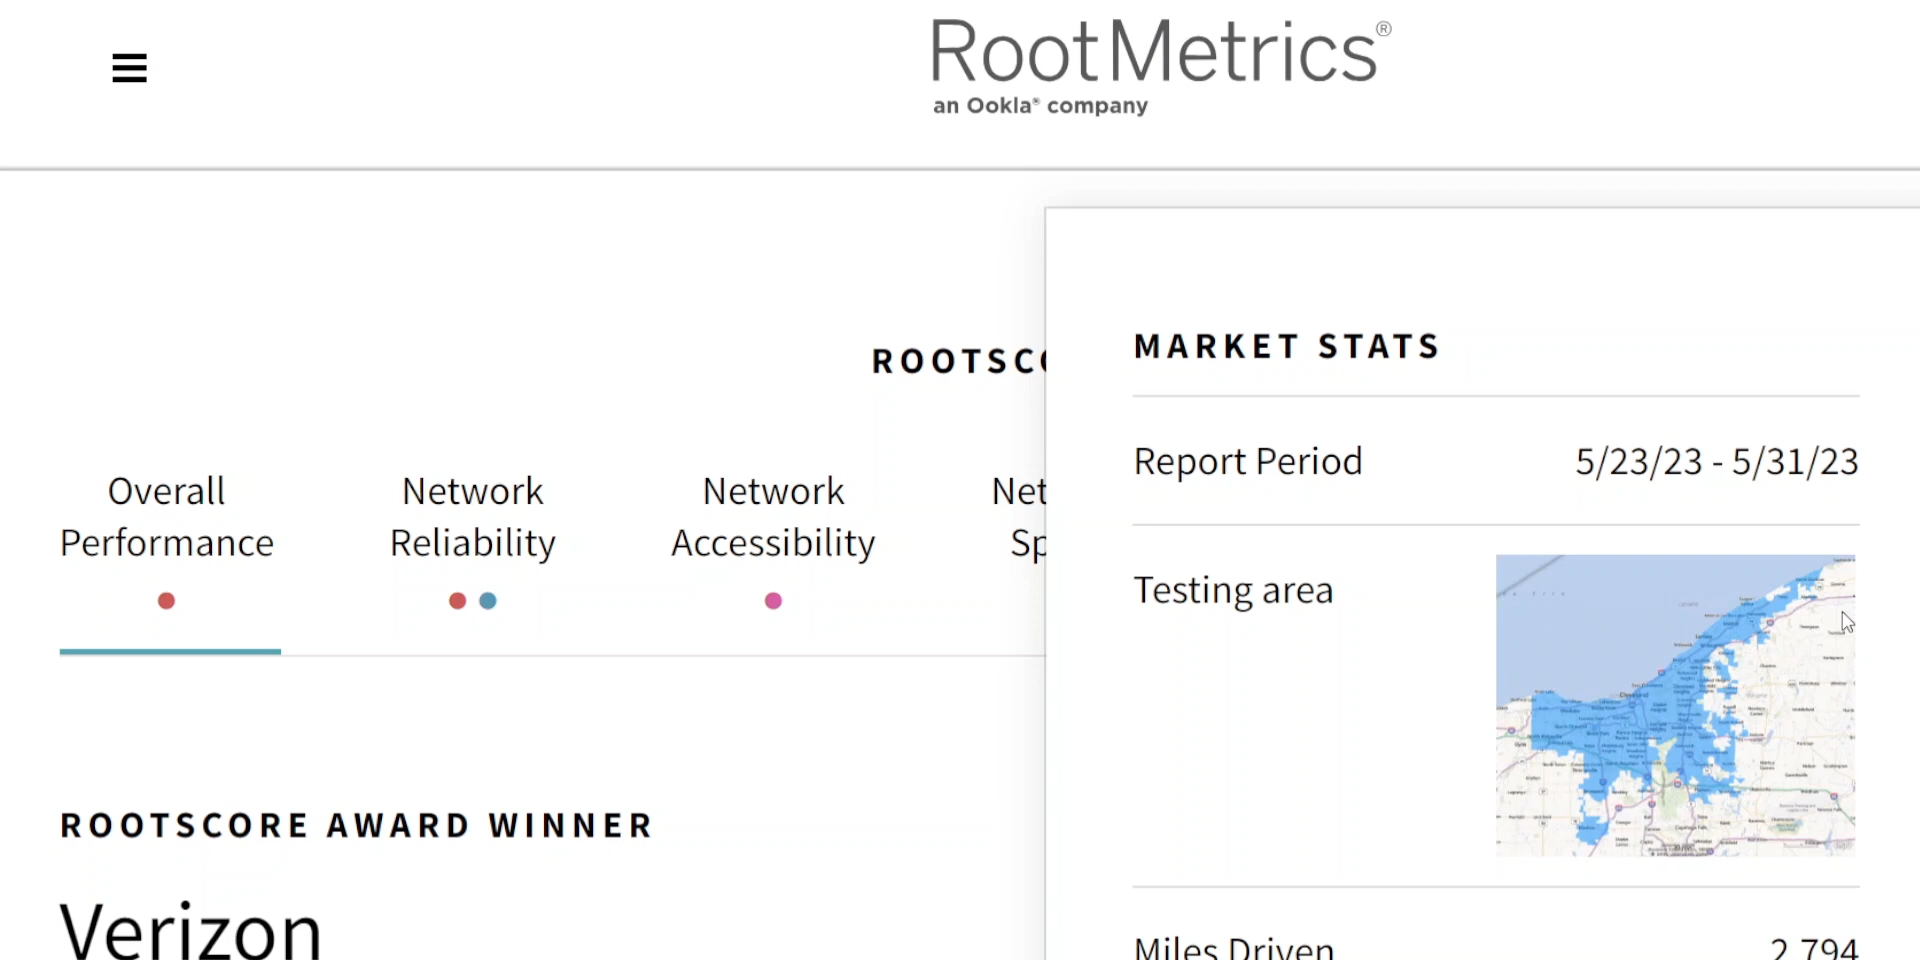 RootMetrics®
an Ookla® company
ROOTSC
MARKET STATS
Report Period 5/23/23 - 5/31/23
Overall Performance
Network Reliability
Network Accessibility
Net
Sp
Testing area
Cleveland
ROOTSCORE AWARD WINNER
Verizon
Miles Driven 2,794